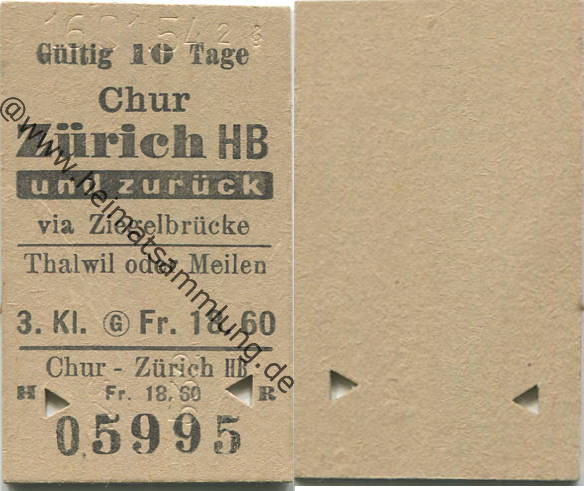 Gültig 10 Tage
Chur
Zürich HB
und zurück
via Ziegelbrücke
Thalwil oder Meilen
3. Kl. Ⓖ Fr. 18.60
Chur - Zürich HB
H Fr. 18.60 R
05995
@www.heimatsammlung.de